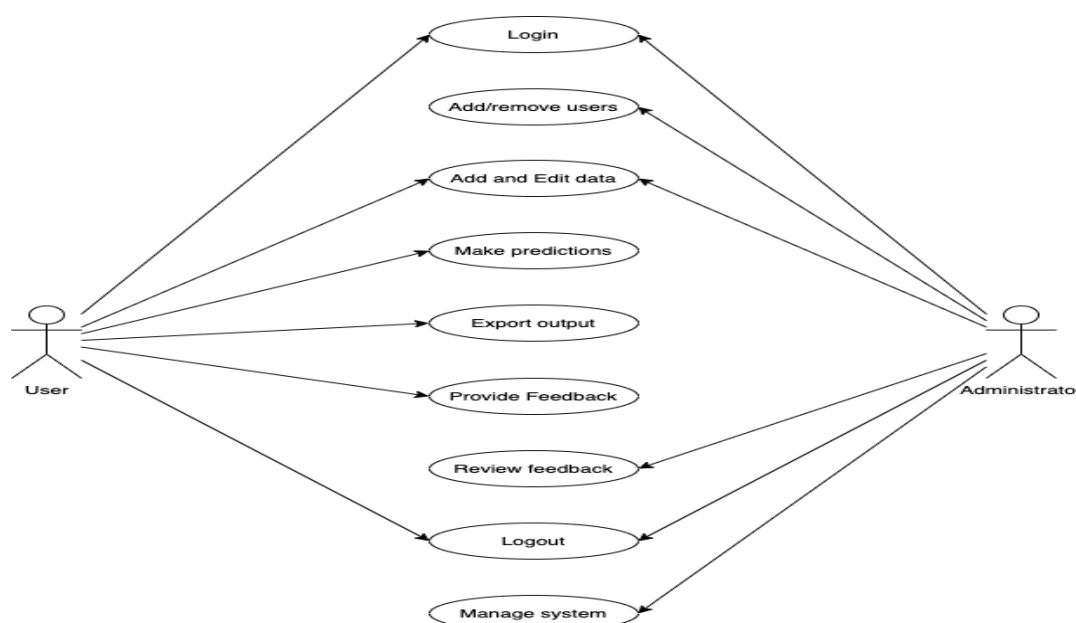 Login
Add/remove users
Add and Edit data
Make predictions
Export output
Provide Feedback
Review feedback
Logout
Manage system
User
Administrato